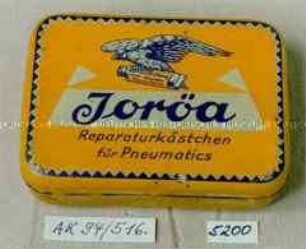 Joröa
Reparaturkästchen
für Pneumatics
AK 94/516.
5200